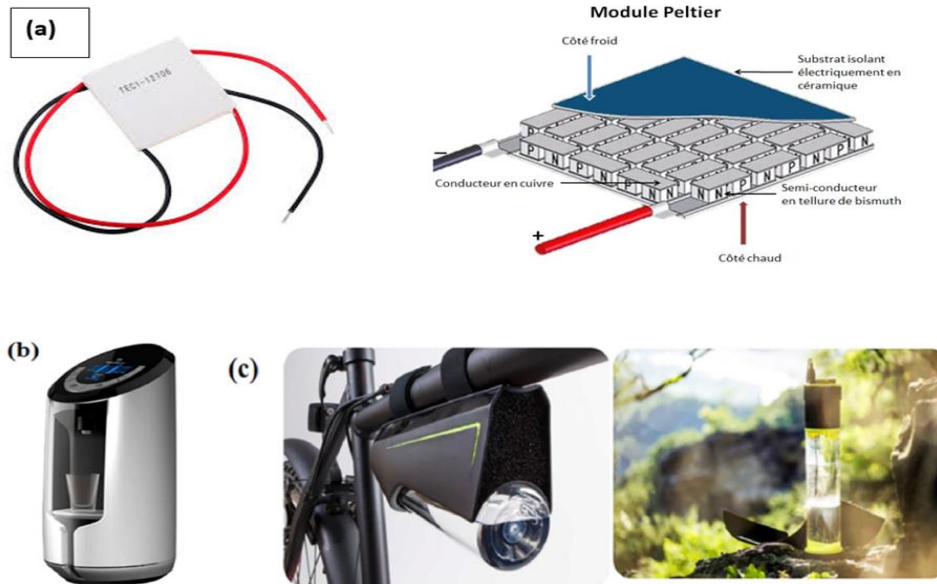 (a)
TEC1-12706
Module Peltier
Côté froid
Substrat isolant
électriquement en
céramique
P N P N P N
P N P N
N P N P N
N N P N
−
Conducteur en cuivre
Semi-conducteur
en tellure de bismuth
+
Côté chaud
(b)
(c)